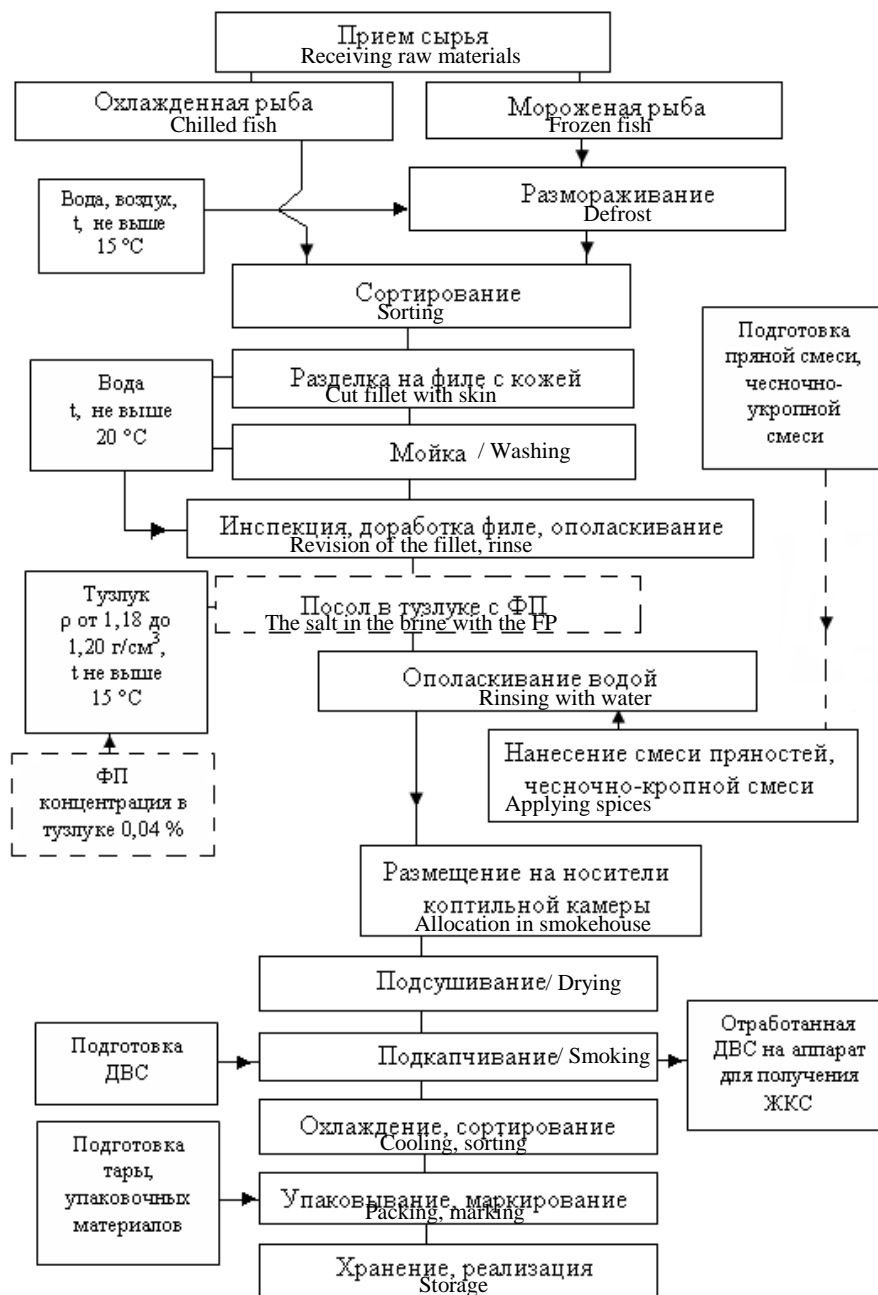 Прием сырья
Receiving raw materials
Охлажденная рыба
Chilled fish
Мороженая рыба
Frozen fish
Вода, воздух,
t, не выше
15 °C
Размораживание
Defrost
Сортирование
Sorting
Подготовка
пряной смеси,
чесночно-
укропной
смеси
Вода
t, не выше
20 °C
Разделка на филе с кожей
Cut fillet with skin
Мойка / Washing
Инспекция, доработка филе, ополаскивание
Revision of the fillet, rinse
Тузлук
ρ от 1,18 до
1,20 г/см³,
t не выше
15 °C
Посол в тузлуке с ФП
The salt in the brine with the FP
Ополаскивание водой
Rinsing with water
ФП
концентрация в
тузлуке 0,04 %
Нанесение смеси пряностей,
чесночно-кропной смеси
Applying spices
Размещение на носители
коптильной камеры
Allocation in smokehouse
Подсушивание/ Drying
Подготовка
ДВС
Подкапчивание/ Smoking
Отработанная
ДВС на аппарат
для получения
ЖКС
Охлаждение, сортирование
Cooling, sorting
Подготовка
тары,
упаковочных
материалов
Упаковывание, маркирование
Packing, marking
Хранение, реализация
Storage